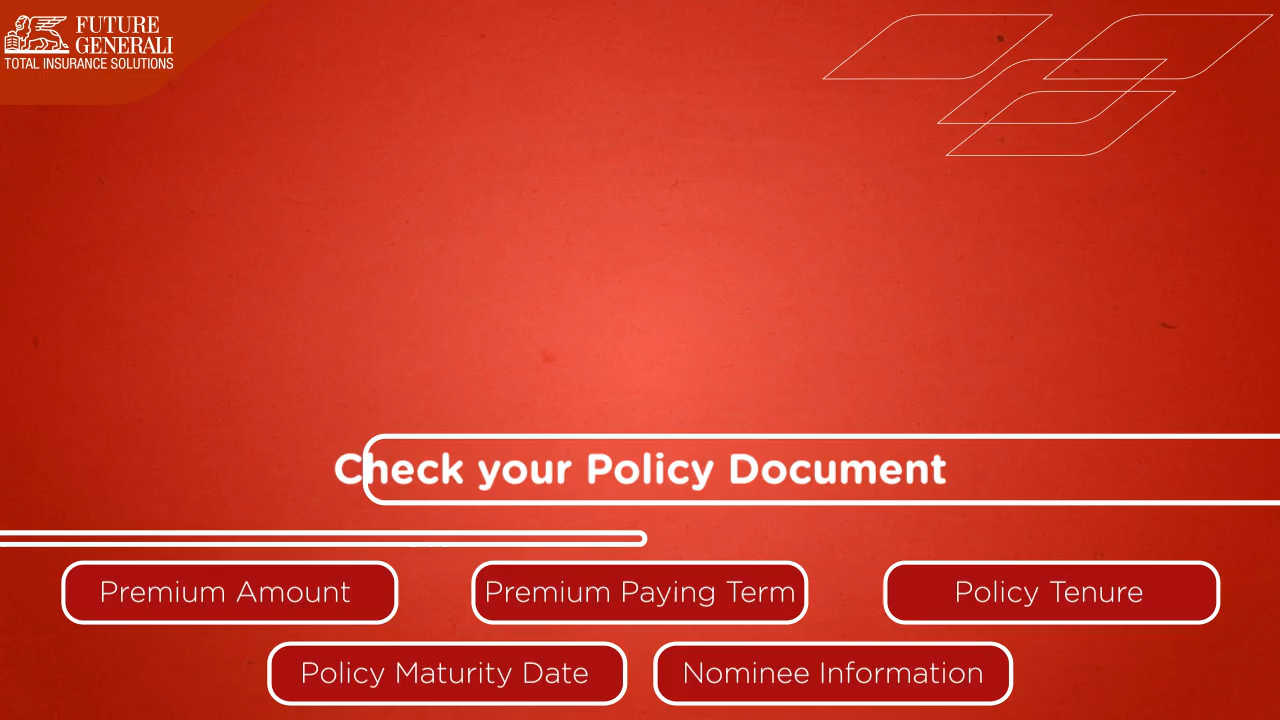 FUTURE
GENERALI
TOTAL INSURANCE SOLUTIONS
Check your Policy Document
Premium Amount
Premium Paying Term
Policy Tenure
Policy Maturity Date
Nominee Information